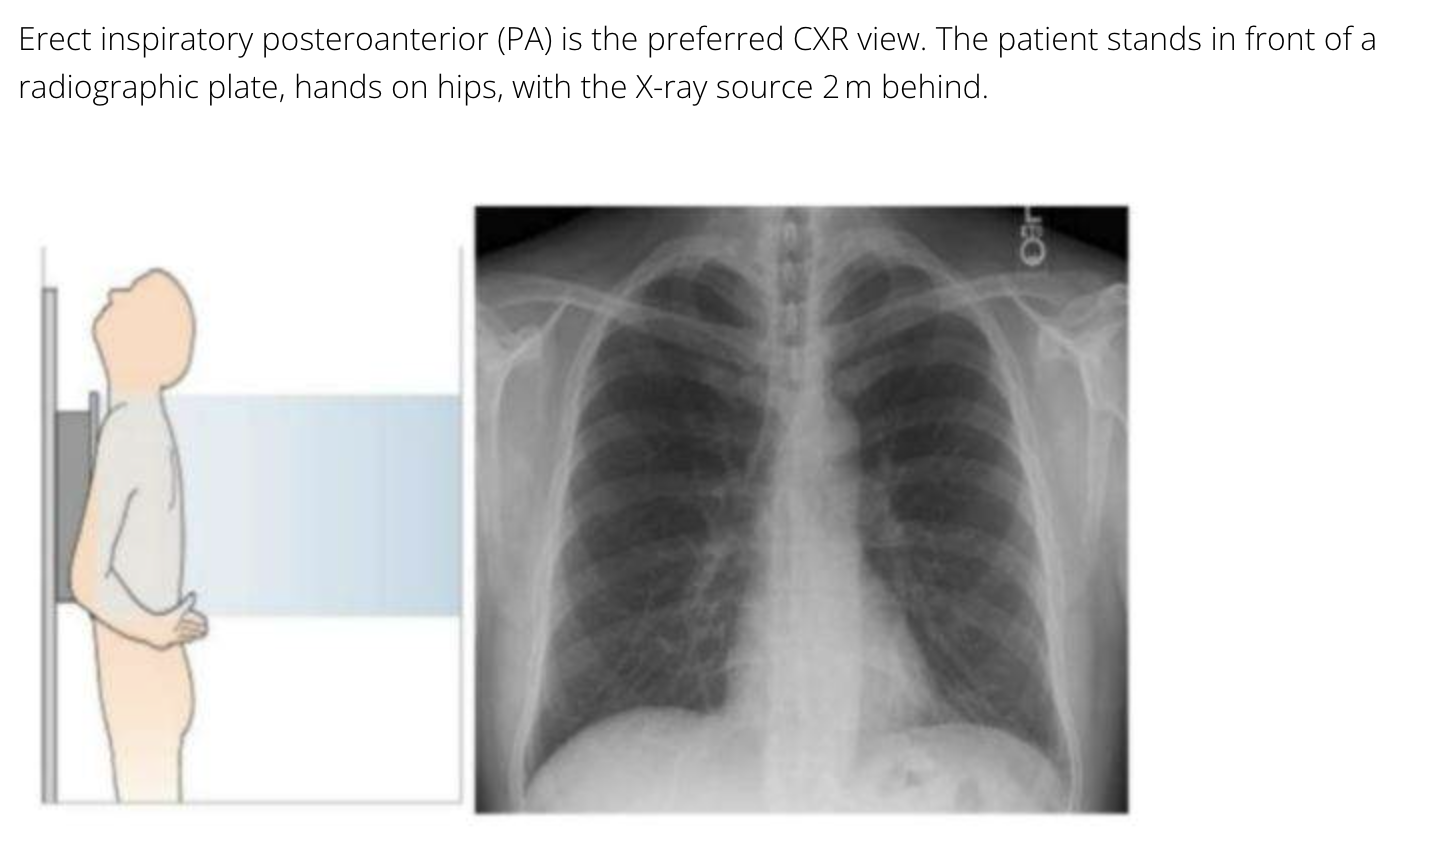 Erect inspiratory posteroanterior (PA) is the preferred CXR view. The patient stands in front of a
radiographic plate, hands on hips, with the X-ray source 2 m behind.